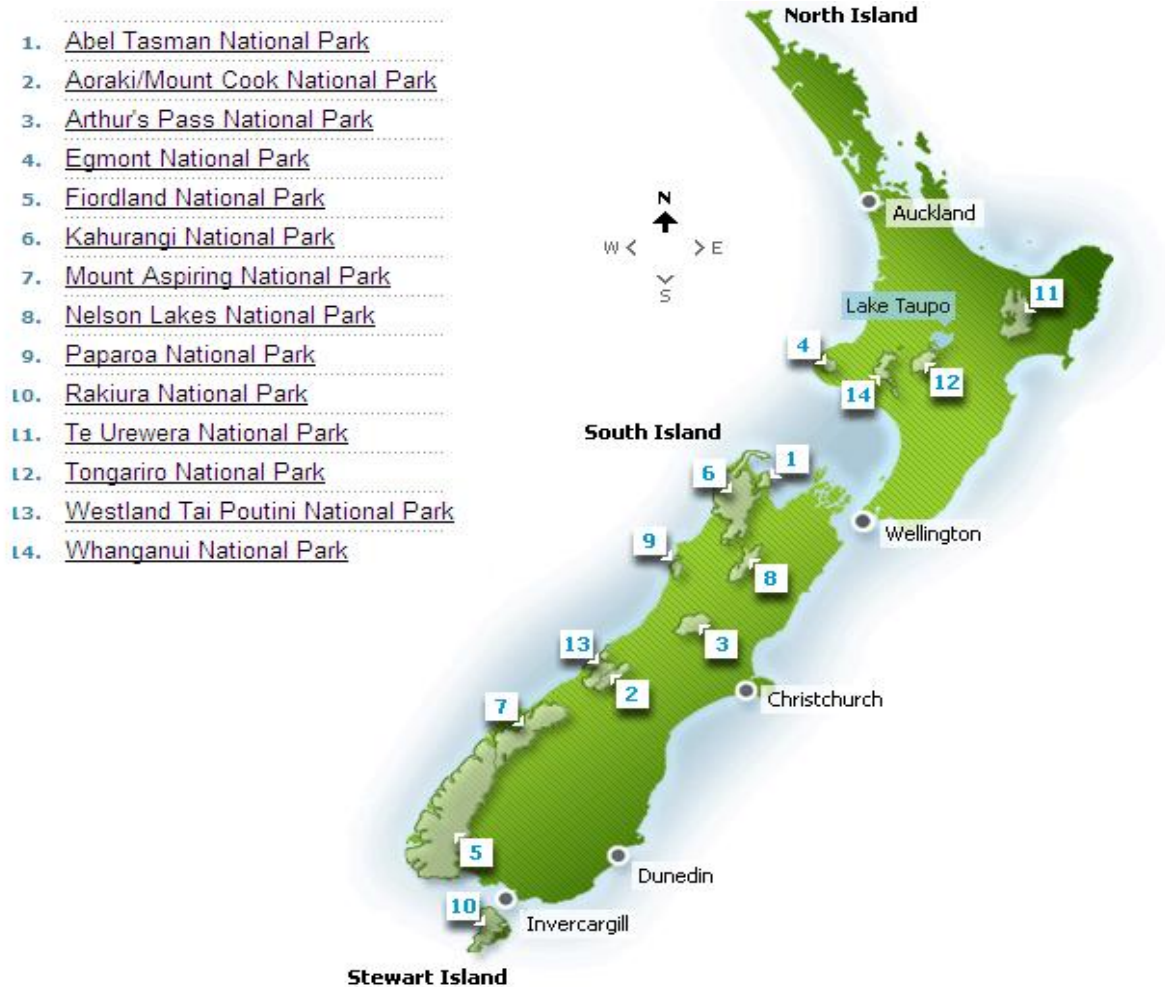 1. Abel Tasman National Park
2. Aoraki/Mount Cook National Park
3. Arthur's Pass National Park
4. Egmont National Park
5. Fiordland National Park
6. Kahurangi National Park
7. Mount Aspiring National Park
8. Nelson Lakes National Park
9. Paparoa National Park
10. Rakiura National Park
11. Te Urewera National Park
12. Tongariro National Park
13. Westland Tai Poutini National Park
14. Whanganui National Park
North Island
N
W E
S
Auckland
11
Lake Taupo
4
12
14
South Island
1
6
Wellington
9
8
13
3
2
Christchurch
7
5
Dunedin
10
Invercargill
Stewart Island